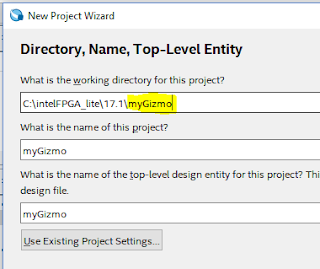 New Project Wizard
Directory, Name, Top-Level Entity
What is the working directory for this project?
C:\intelFPGA_lite\17.1\myGizmo
What is the name of this project?
myGizmo
What is the name of the top-level design entity for this project? Thi
design file.
myGizmo
Use Existing Project Settings...